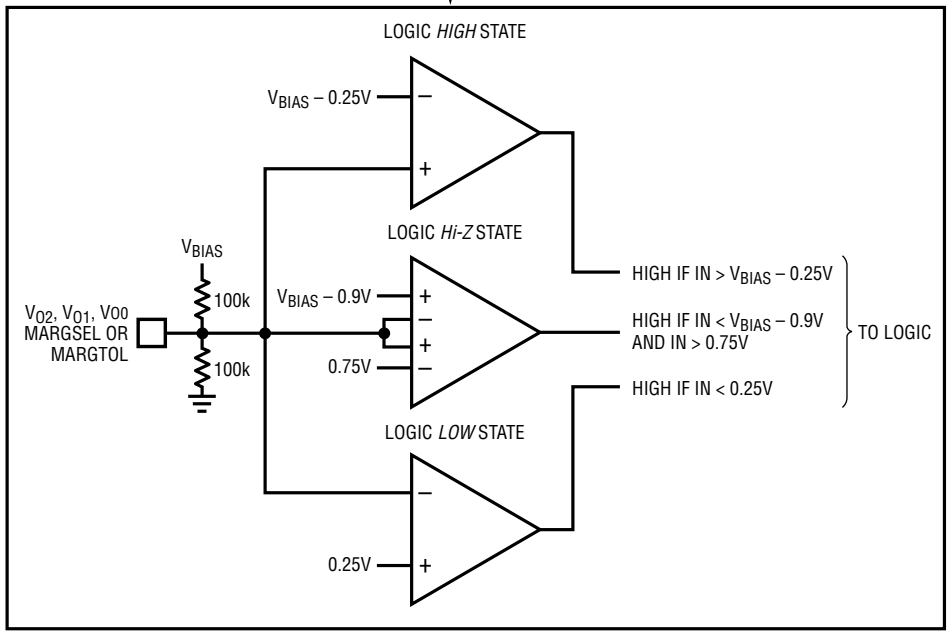 LOGIC HIGH STATE
VBIAS – 0.25V
–
+
LOGIC Hi-Z STATE
VBIAS
100k
VBIAS – 0.9V
+
–
+
–
0.75V
VO2, VO1, VOO
MARGSEL OR
MARGTOL
100k
HIGH IF IN > VBIAS – 0.25V
HIGH IF IN < VBIAS – 0.9V
AND IN > 0.75V
HIGH IF IN < 0.25V
TO LOGIC
LOGIC LOW STATE
–
0.25V
+